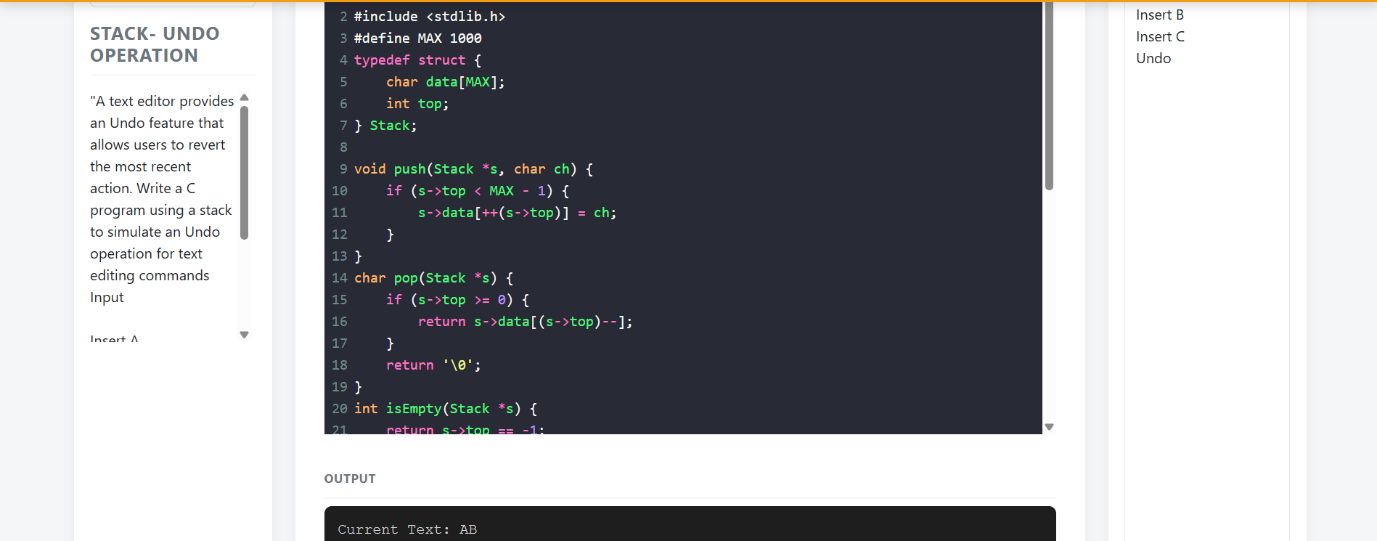 STACK- UNDO
OPERATION
"A text editor provides
an Undo feature that
allows users to revert
the most recent
action. Write a C
program using a stack
to simulate an Undo
operation for text
editing commands
Input
Insert A
2 #include <stdlib.h>
3 #define MAX 1000
4 typedef struct {
5     char data[MAX];
6     int top;
7 } Stack;
8
9 void push(Stack *s, char ch) {
10     if (s->top < MAX - 1) {
11         s->data[++(s->top)] = ch;
12     }
13 }
14 char pop(Stack *s) {
15     if (s->top >= 0) {
16         return s->data[(s->top)--];
17     }
18     return '\0';
19 }
20 int isEmpty(Stack *s) {
21     return s->top == -1;
OUTPUT
Current Text: AB
Insert B
Insert C
Undo